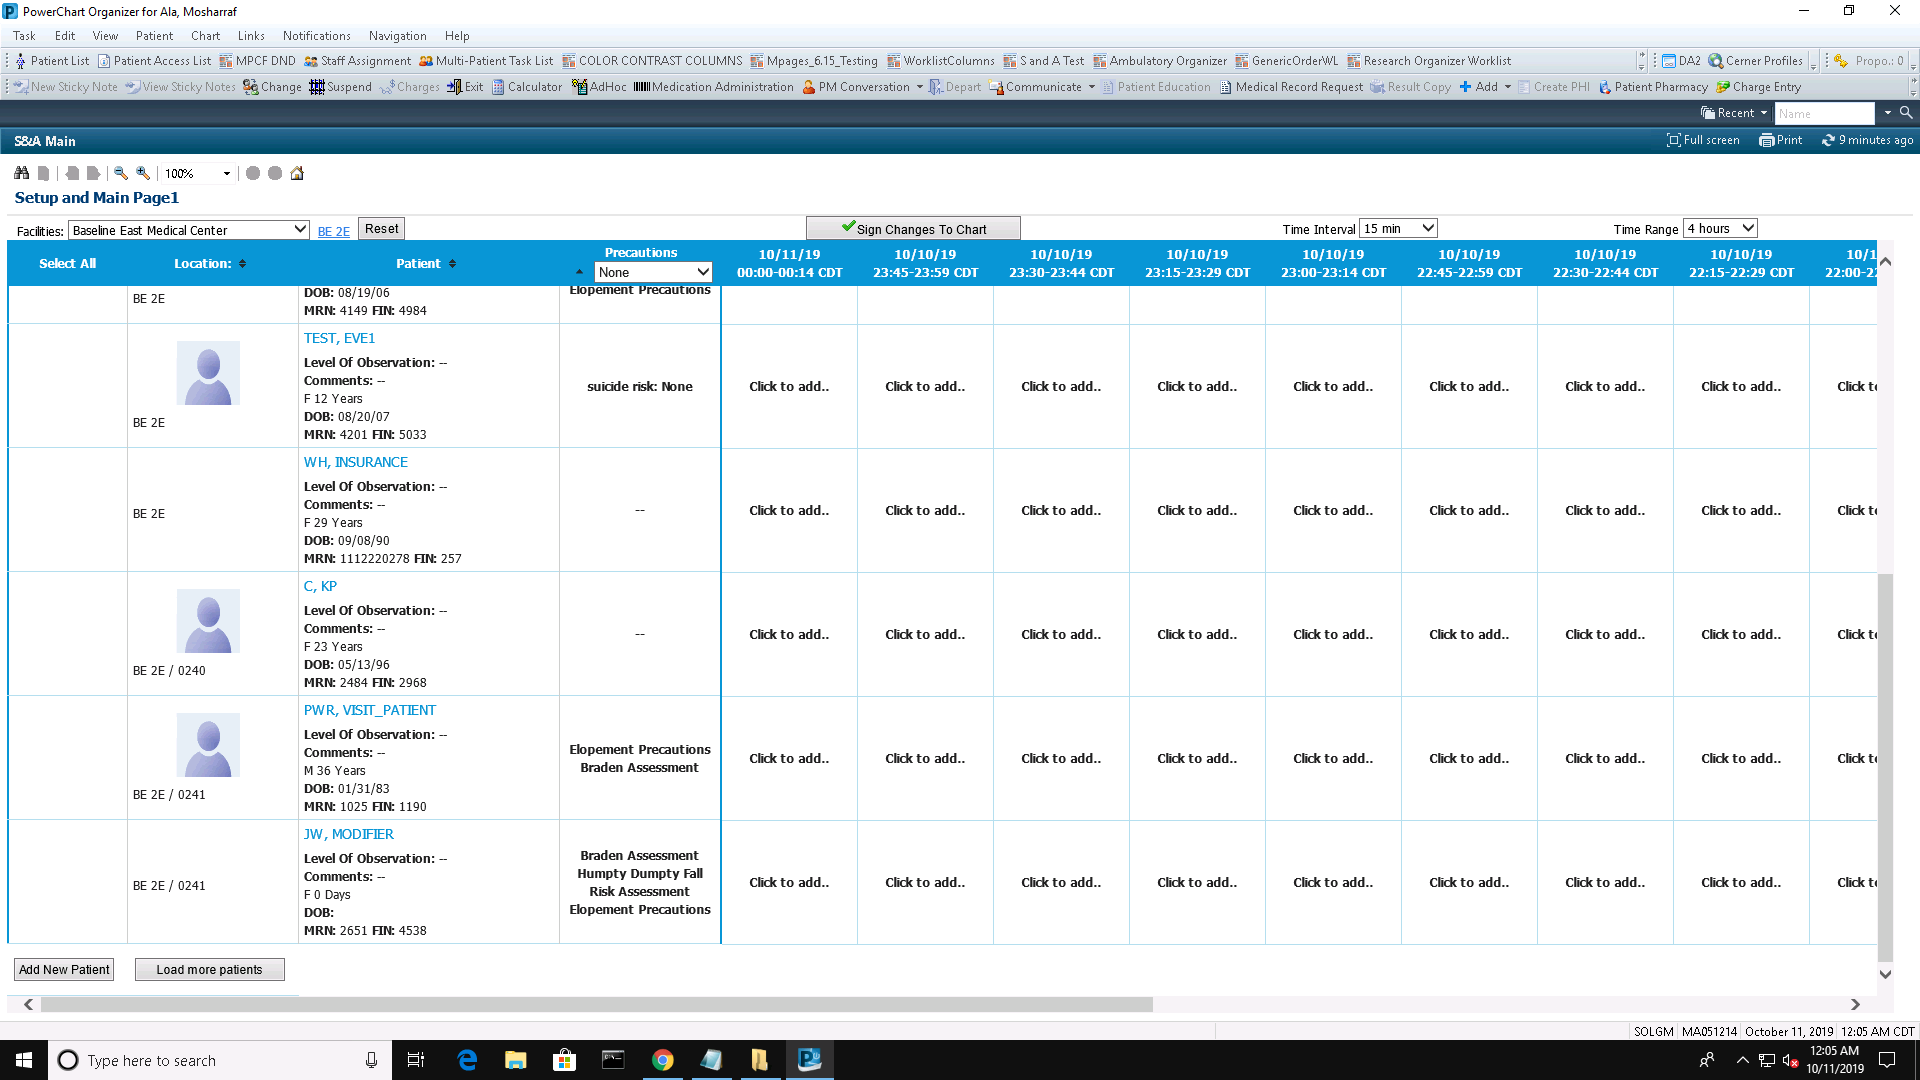 PowerChart Organizer for Ala, Mosharraf
Task Edit View Patient Chart Links Notifications Navigation Help
Patient List Patient Access List MPCF DND Staff Assignment Multi-Patient Task List COLOR CONTRAST COLUMNS Mpages_6.15_Testing WorklistColumns S and A Test Ambulatory Organizer GenericOrderWL Research Organizer Worklist DA2 Cerner Profiles Propo.: 0
New Sticky Note View Sticky Notes Change Suspend Charges Exit Calculator AdHoc Medication Administration PM Conversation Depart Communicate Patient Education Medical Record Request Result Copy Add Create PHI Patient Pharmacy Charge Entry
Recent Name
S&A Main Full screen Print 9 minutes ago
100%
Setup and Main Page1
Facilities: Baseline East Medical Center BE 2E Reset Sign Changes To Chart Time Interval 15 min Time Range 4 hours
Select All Location: Patient Precautions None
10/11/19 10/10/19 10/10/19 10/10/19 10/10/19 10/10/19 10/10/19 10/10/19 10/1
00:00-00:14 CDT 23:45-23:59 CDT 23:30-23:44 CDT 23:15-23:29 CDT 23:00-23:14 CDT 22:45-22:59 CDT 22:30-22:44 CDT 22:15-22:29 CDT 22:00-22
BE 2E
DOB: 08/19/06
MRN: 4149 FIN: 4984
Elopement Precautions
BE 2E
TEST, EVE1
Level Of Observation: --
Comments: --
F 12 Years
DOB: 08/20/07
MRN: 4201 FIN: 5033
suicide risk: None
Click to add.. Click to add.. Click to add.. Click to add.. Click to add.. Click to add.. Click to add.. Click to add.. Click to
BE 2E
WH, INSURANCE
Level Of Observation: --
Comments: --
F 29 Years
DOB: 09/08/90
MRN: 1112220278 FIN: 257
--
Click to add.. Click to add.. Click to add.. Click to add.. Click to add.. Click to add.. Click to add.. Click to add.. Click to
BE 2E / 0240
C, KP
Level Of Observation: --
Comments: --
F 23 Years
DOB: 05/13/96
MRN: 2484 FIN: 2968
--
Click to add.. Click to add.. Click to add.. Click to add.. Click to add.. Click to add.. Click to add.. Click to add.. Click to
BE 2E / 0241
PWR, VISIT_PATIENT
Level Of Observation: --
Comments: --
M 36 Years
DOB: 01/31/83
MRN: 1025 FIN: 1190
Elopement Precautions
Braden Assessment
Click to add.. Click to add.. Click to add.. Click to add.. Click to add.. Click to add.. Click to add.. Click to add.. Click to
BE 2E / 0241
JW, MODIFIER
Level Of Observation: --
Comments: --
F 0 Days
DOB:
MRN: 2651 FIN: 4538
Braden Assessment
Humpty Dumpty Fall
Risk Assessment
Elopement Precautions
Click to add.. Click to add.. Click to add.. Click to add.. Click to add.. Click to add.. Click to add.. Click to add.. Click to
Add New Patient Load more patients
SOLGM MA051214 October 11, 2019 12:05 AM CDT
Type here to search
12:05 AM
10/11/2019